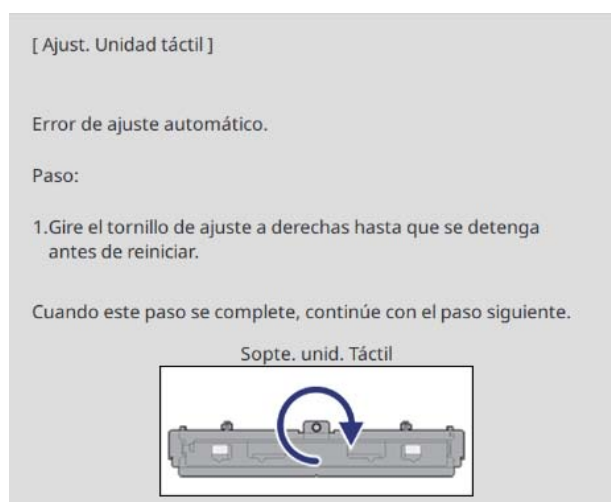 [ Ajust. Unidad táctil ]
Error de ajuste automático.
Paso:
1.Gire el tornillo de ajuste a derechas hasta que se detenga
antes de reiniciar.
Cuando este paso se complete, continúe con el paso siguiente.
Sopte. unid. Táctil